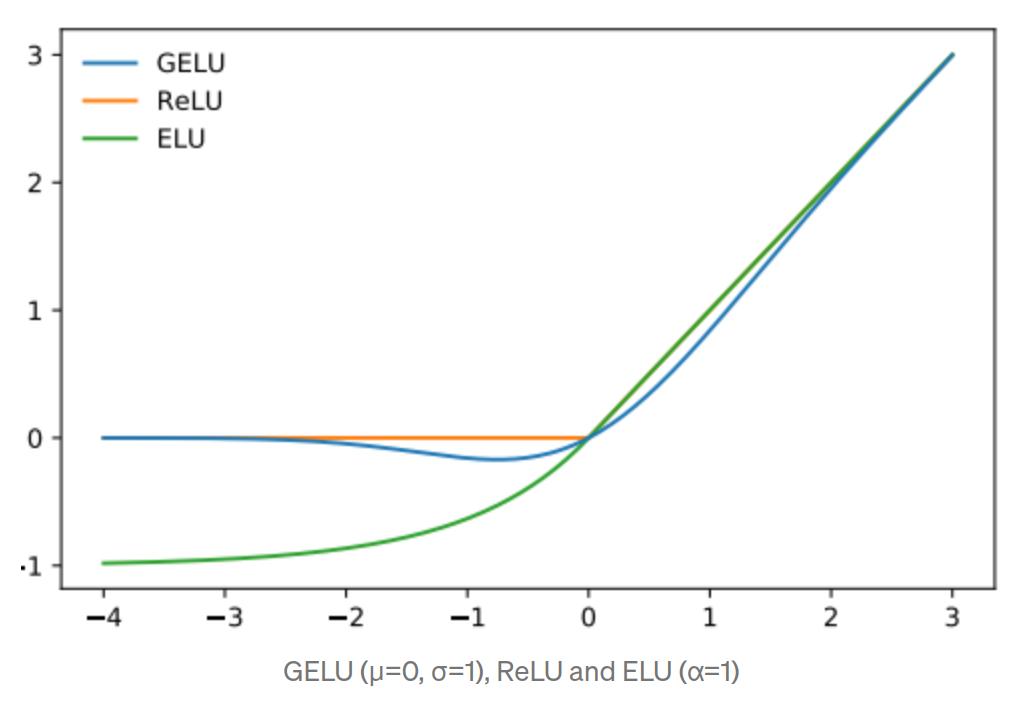 3
GELU
ReLU
ELU
2
1
0
-1
−4 −3 −2 −1 0 1 2 3
GELU (μ=0, σ=1), ReLU and ELU (α=1)